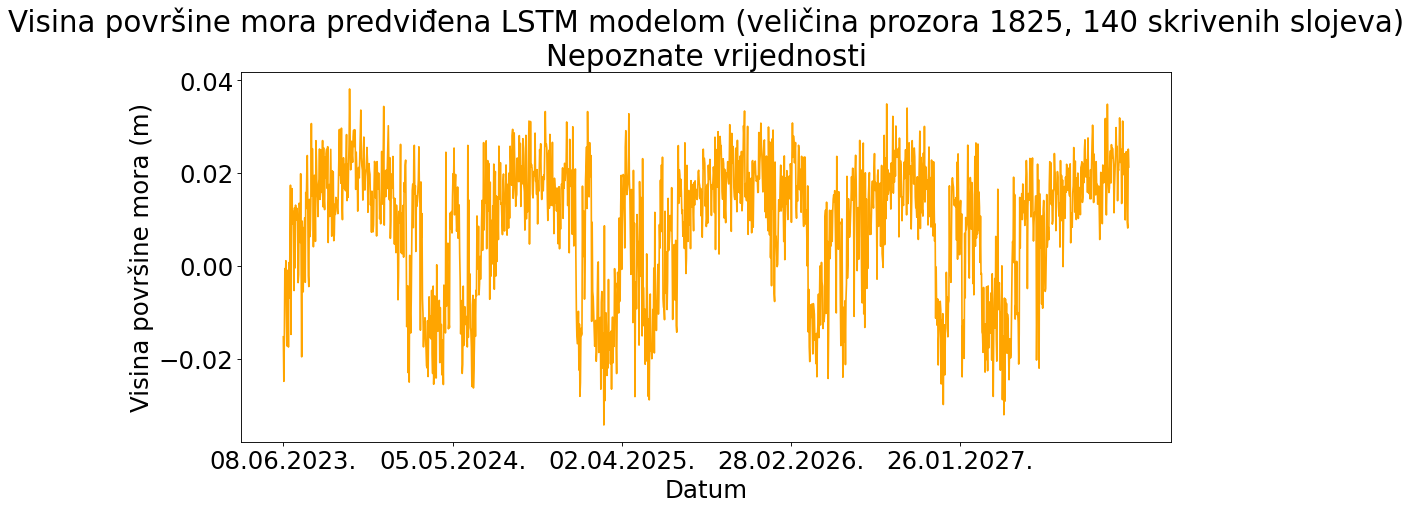 Visina površine mora predviđena LSTM modelom (veličina prozora 1825, 140 skrivenih slojeva)
Nepoznate vrijednosti
Visina površine mora (m)
0.04
0.02
0.00
−0.02
08.06.2023. 05.05.2024. 02.04.2025. 28.02.2026. 26.01.2027.
Datum